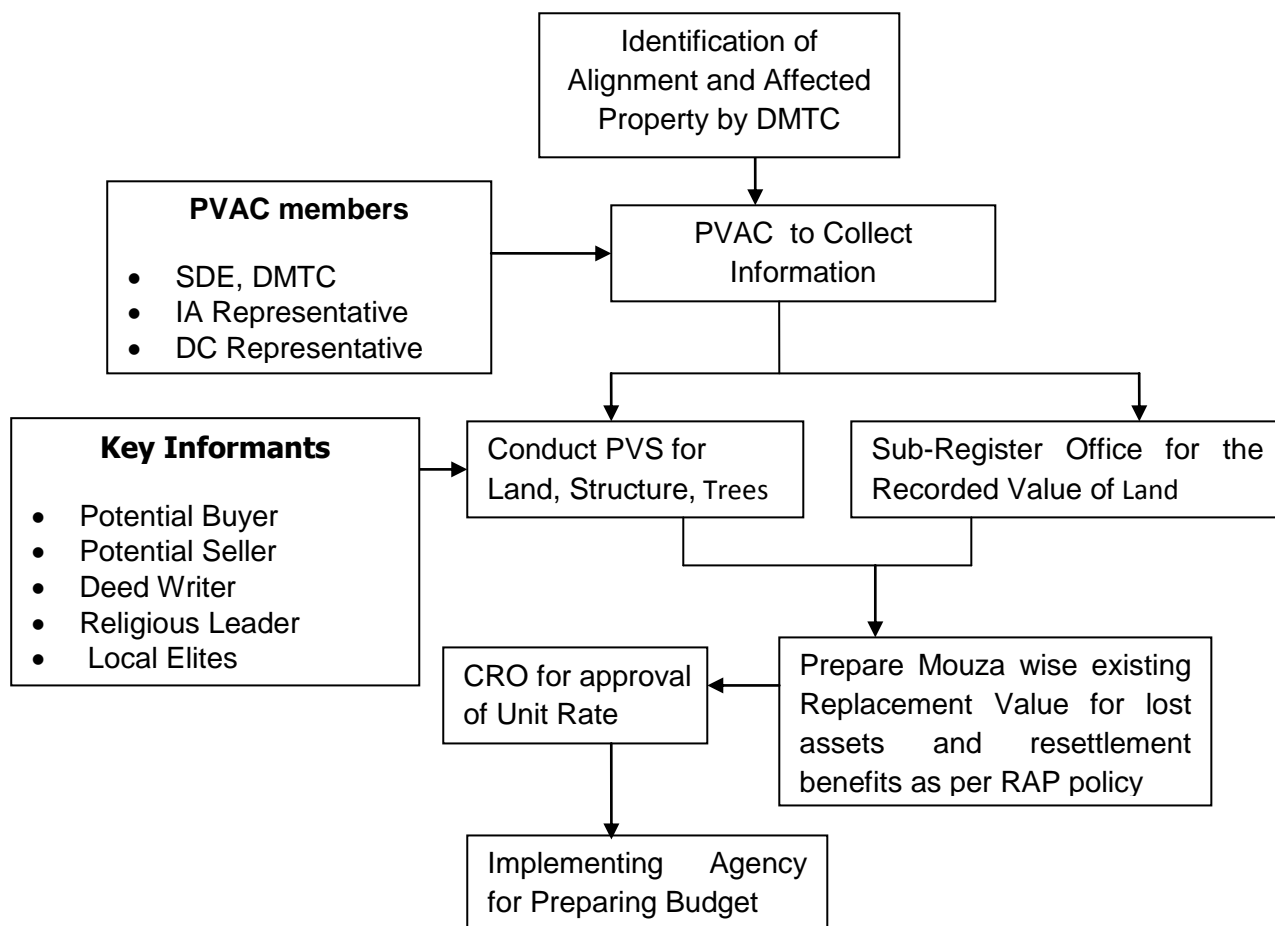 Identification of
Alignment and Affected
Property by DMTC
PVAC members
• SDE, DMTC
• IA Representative
• DC Representative
PVAC to Collect
Information
Key Informants
• Potential Buyer
• Potential Seller
• Deed Writer
• Religious Leader
• Local Elites
Conduct PVS for
Land, Structure, Trees
Sub-Register Office for the
Recorded Value of Land
CRO for approval
of Unit Rate
Prepare Mouza wise existing
Replacement Value for lost
assets and resettlement
benefits as per RAP policy
Implementing Agency
for Preparing Budget